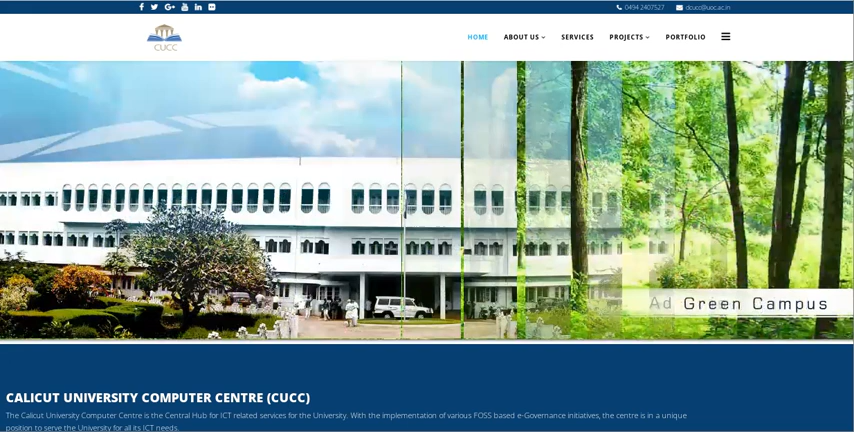 0494 2407527 dcucc@uoc.ac.in
CUCC
HOME ABOUT US SERVICES PROJECTS PORTFOLIO
Ad Green Campus
CALICUT UNIVERSITY COMPUTER CENTRE (CUCC)
The Calicut University Computer Centre is the Central Hub for ICT related services for the University. With the implementation of various FOSS based e-Governance initiatives, the centre is in a unique
position to serve the University for all its ICT needs.